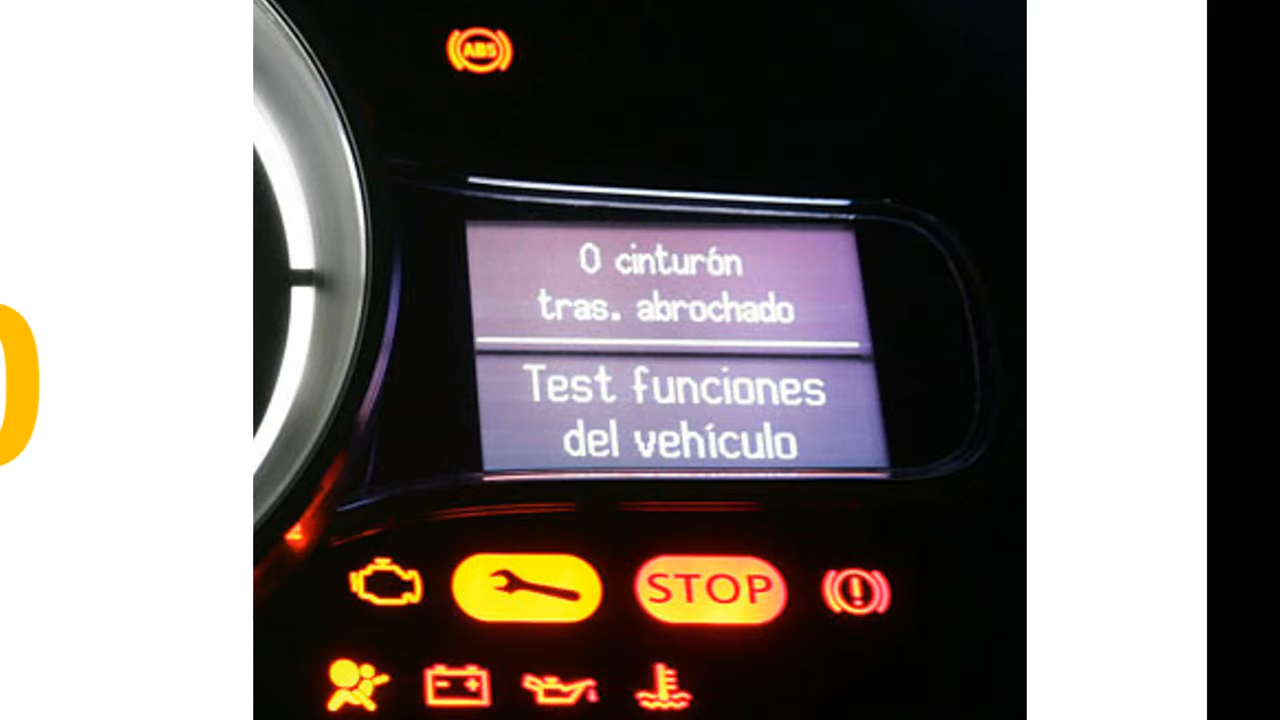 ABS
0 cinturón
tras. abrochado
Test funciones
del vehículo
STOP